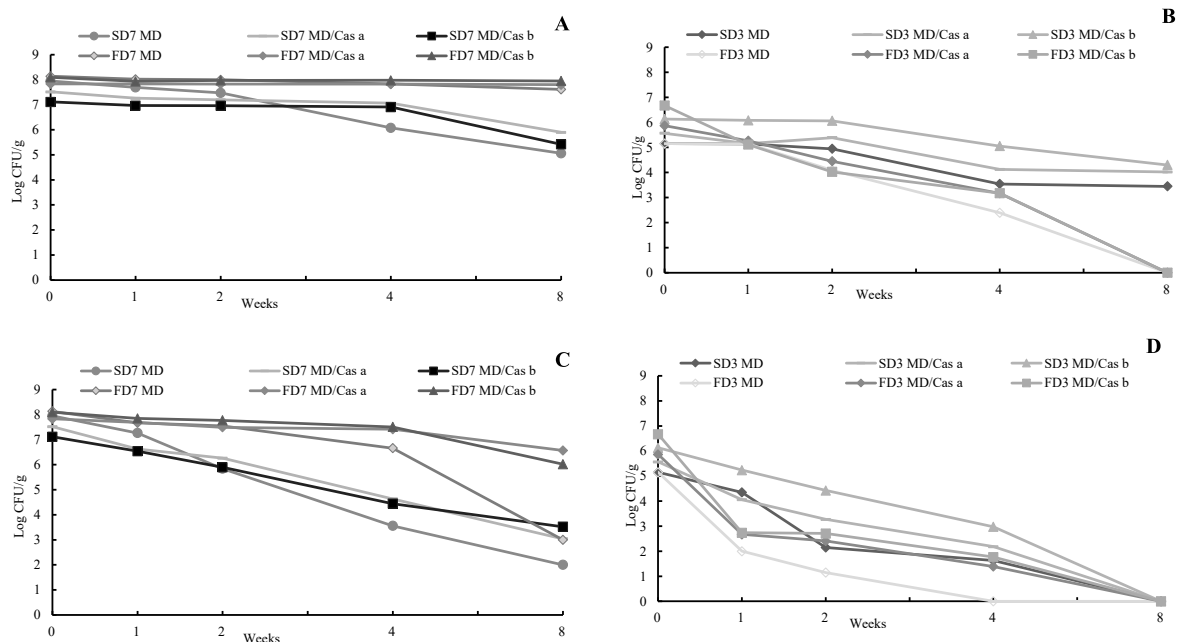 A
SD7 MD SD7 MD/Cas a SD7 MD/Cas b
FD7 MD FD7 MD/Cas a FD7 MD/Cas b
9
8
7
6
5
4
3
2
1
0
Log CFU/g
0 1 2 4 8
Weeks
B
SD3 MD SD3 MD/Cas a SD3 MD/Cas b
FD3 MD FD3 MD/Cas a FD3 MD/Cas b
9
8
7
6
5
4
3
2
1
0
Log CFU/g
0 1 2 4 8
Weeks
C
SD7 MD SD7 MD/Cas a SD7 MD/Cas b
FD7 MD FD7 MD/Cas a FD7 MD/Cas b
9
8
7
6
5
4
3
2
1
0
Log CFU/g
0 1 2 4 8
Weeks
D
SD3 MD SD3 MD/Cas a SD3 MD/Cas b
FD3 MD FD3 MD/Cas a FD3 MD/Cas b
9
8
7
6
5
4
3
2
1
0
Log CFU/g
0 1 2 4 8
Weeks